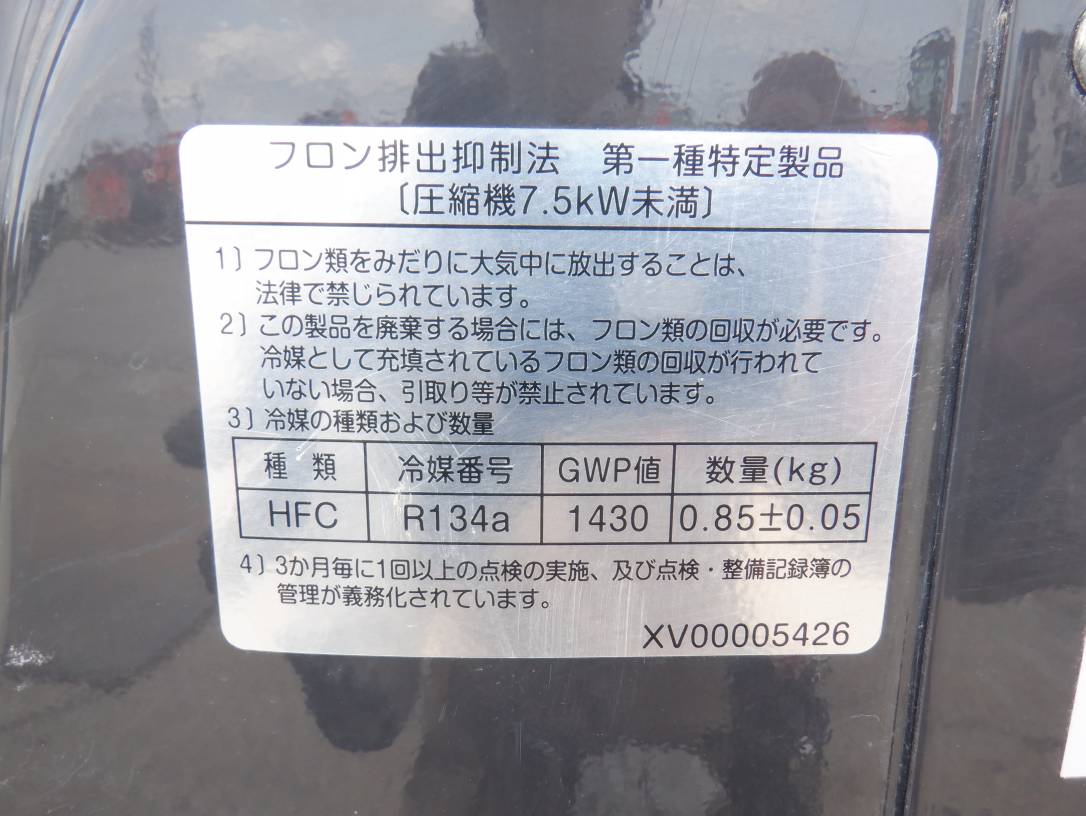 フロン排出抑制法　第一種特定製品
〔圧縮機7.5kW未満〕
1〕フロン類をみだりに大気中に放出することは、
法律で禁じられています。
2〕この製品を廃棄する場合には、フロン類の回収が必要です。
冷媒として充填されているフロン類の回収が行われて
いない場合、引取り等が禁止されています。
3〕冷媒の種類および数量
種 類 冷媒番号 GWP値 数量(kg)
HFC R134a 1430 0.85±0.05
4〕3か月毎に1回以上の点検の実施、及び点検・整備記録簿の
管理が義務化されています。
XV00005426